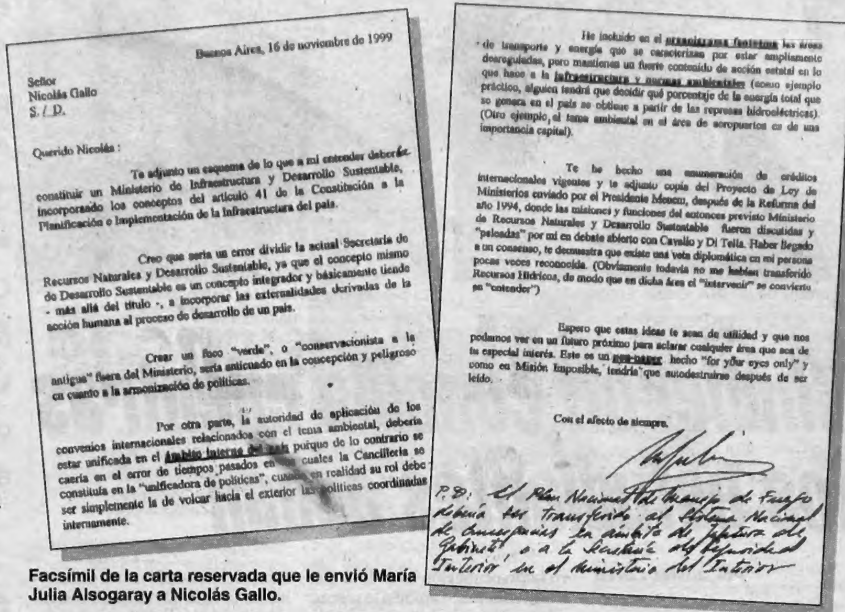 Buenos Aires, 16 de noviembre de 1999
Señor
Nicolás Gallo
S. / D.
Querido Nicolás :
Te adjunto un esquema de lo que a mi entender debería
constituir un Ministerio de Infraestructura y Desarrollo Sustentable,
incorporando los conceptos del artículo 41 de la Constitución a la
Planificación o Implementación de la Infraestructura del país.
Creo que sería un error dividir la actual Secretaría de
Recursos Naturales y Desarrollo Sustentable, ya que el concepto mismo
de Desarrollo Sustentable es un concepto integrador y básicamente tiende
- más allá del título -, a incorporar las externalidades derivadas de la
acción humana al proceso de desarrollo de un país.
Crear un foco "verde", o "conservacionista a la
antigua" fuera del Ministerio, sería anticuado en la concepción y peligroso
en cuanto a la armonización de políticas.
Por otra parte, la autoridad de aplicación de los
convenios internacionales relacionados con el tema ambiental, debería
estar unificada en el ámbito interno del país porque de lo contrario se
caería en el error de tiempos pasados en cuales la Cancillería se
constituía en la "unificadora de políticas", cuando en realidad su rol debe
ser simplemente la de volcar hacia el exterior las políticas coordinadas
internamente.
He incluido en el organigrama fantasma las áreas
de transporte y energía que se caracterizan por estar ampliamente
desreguladas, pero mantienen un fuerte contenido de acción estatal en lo
que hace a la infraestructura y normas ambientales (como ejemplo
práctico, alguien tendrá que decidir qué porcentaje de la energía total que
se genera en el país se obtiene a partir de las represas hidroeléctricas).
(Otro ejemplo, el tema ambiental en el área de aeropuertos es de una
importancia capital).
Te he hecho una enumeración de créditos
internacionales vigentes y te adjunto copia del Proyecto de Ley de
Ministerios enviado por el Presidente Menem, después de la Reforma del
año 1994, donde las misiones y funciones del entonces previsto Ministerio
de Recursos Naturales y Desarrollo Sustentable fueron discutidas y
"peleadas" por mí en debate abierto con Cavallo y Di Tella. Haber llegado
a un consenso, te demuestra que existe una veta diplomática en mi persona
pocas veces reconocida. (Obviamente todavía no me habían transferido
Recursos Hídricos, de modo que en dicha área el "intervenir" se convierte
en "entender")
Espero que estas ideas te sean de utilidad y que nos
podamos ver en un futuro próximo para aclarar cualquier área que sea de
tu especial interés. Este es un non-paper hecho "for your eyes only" y
como en Misión Imposible, tendría que autodestruirse después de ser
leído.
Con el afecto de siempre.
P.D: El Plan Nacional de Manejo de Fuego
debería ser transferido al Sistema Nacional
de Emergencias en ámbito de Jefatura de
Gabinete, o a la Secretaría de Seguridad
Interior, en el ministerio del Interior
Facsímil de la carta reservada que le envió María
Julia Alsogaray a Nicolás Gallo.